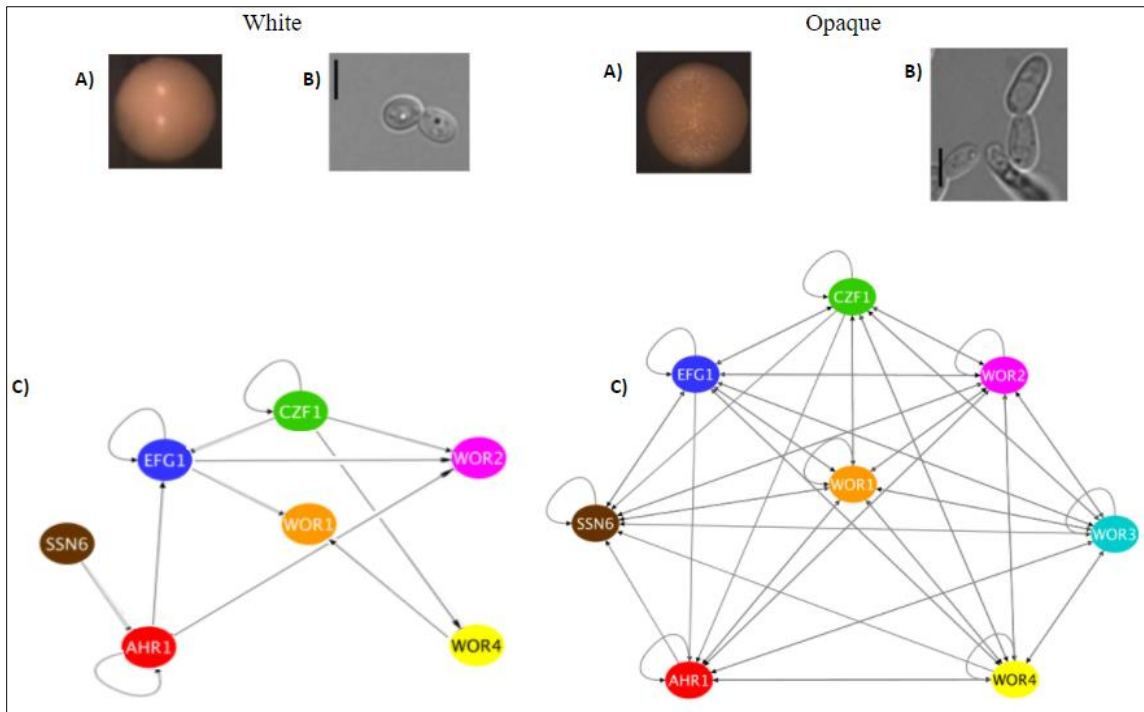 White Opaque
A) B) A) B)
CZF1
EFG1 WOR2
C) CZF1 C)
EFG1 WOR2 WOR1
WOR1 SSN6 WOR3
SSN6
AHR1 WOR4 AHR1 WOR4